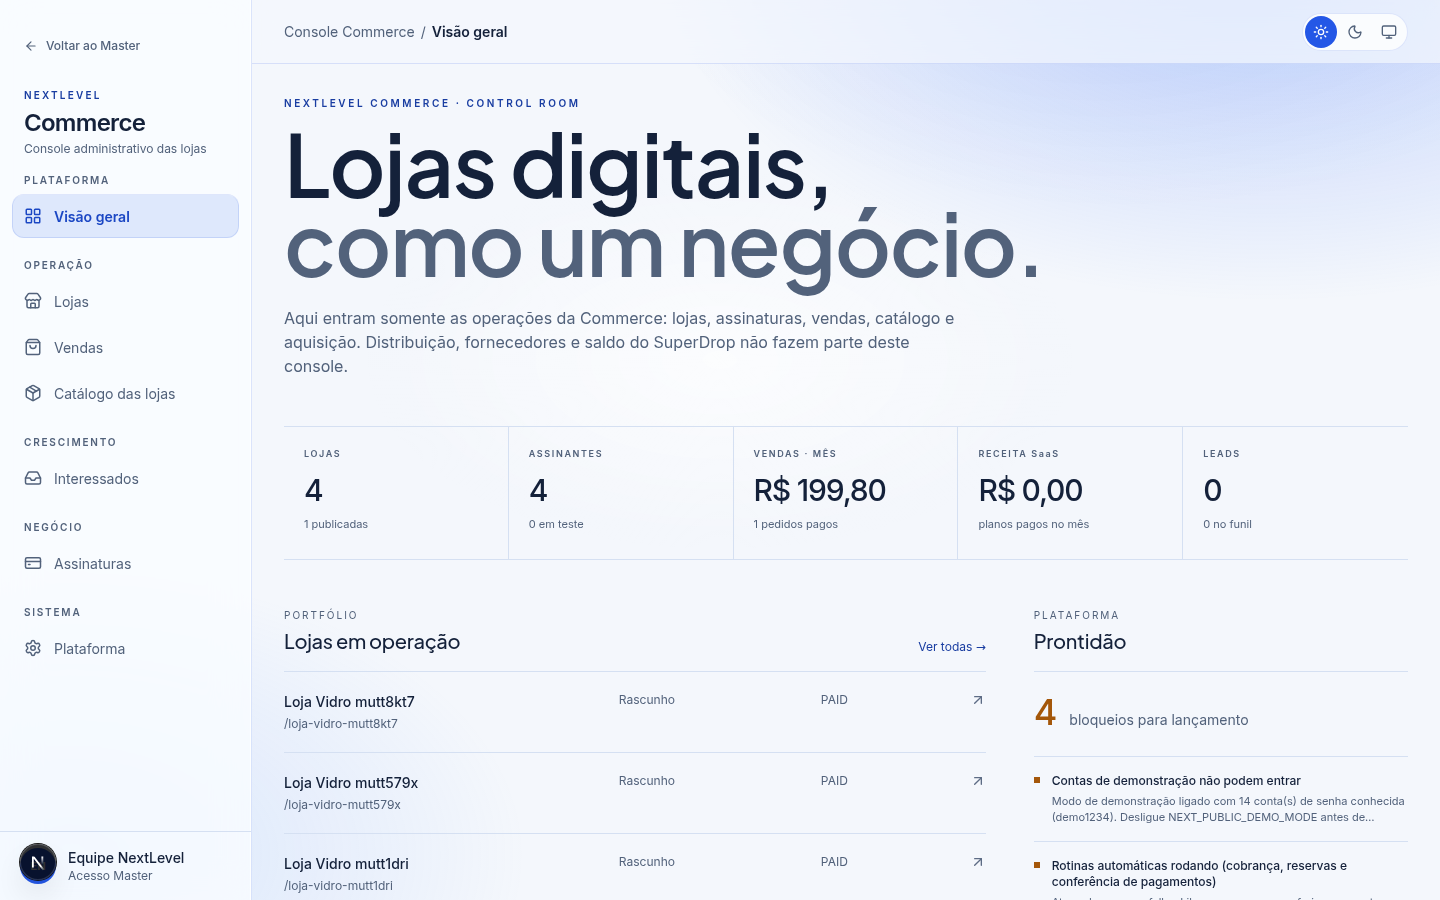 Voltar ao Master
NEXTLEVEL
Commerce
Console administrativo das lojas
PLATAFORMA
Visão geral
OPERAÇÃO
Lojas
Vendas
Catálogo das lojas
CRESCIMENTO
Interessados
NEGÓCIO
Assinaturas
SISTEMA
Plataforma
N
Equipe NextLevel
Acesso Master
Console Commerce / Visão geral
NEXTLEVEL COMMERCE · CONTROL ROOM
Lojas digitais,
como um negócio.
Aqui entram somente as operações da Commerce: lojas, assinaturas, vendas, catálogo e
aquisição. Distribuição, fornecedores e saldo do SuperDrop não fazem parte deste
console.
LOJAS
4
1 publicadas
ASSINANTES
4
0 em teste
VENDAS · MÊS
R$ 199,80
1 pedidos pagos
RECEITA SaaS
R$ 0,00
planos pagos no mês
LEADS
0
0 no funil
PORTFÓLIO
Lojas em operação
Ver todas →
Loja Vidro mutt8kt7 Rascunho PAID
/loja-vidro-mutt8kt7
Loja Vidro mutt579x Rascunho PAID
/loja-vidro-mutt579x
Loja Vidro mutt1dri Rascunho PAID
/loja-vidro-mutt1dri
PLATAFORMA
Prontidão
4 bloqueios para lançamento
Contas de demonstração não podem entrar
Modo de demonstração ligado com 14 conta(s) de senha conhecida
(demo1234). Desligue NEXT_PUBLIC_DEMO_MODE antes de...
Rotinas automáticas rodando (cobrança, reservas e
conferência de pagamentos)